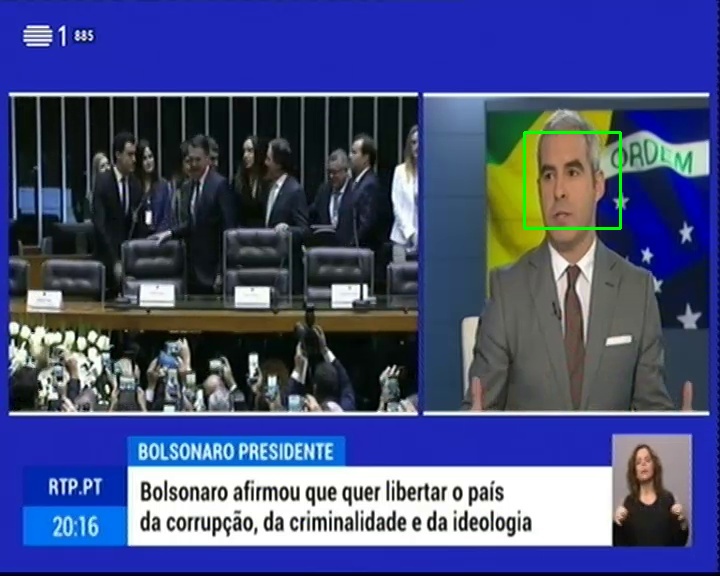 1 885
ORDEM
BOLSONARO PRESIDENTE
RTP.PT
20:16
Bolsonaro afirmou que quer libertar o país
da corrupção, da criminalidade e da ideologia